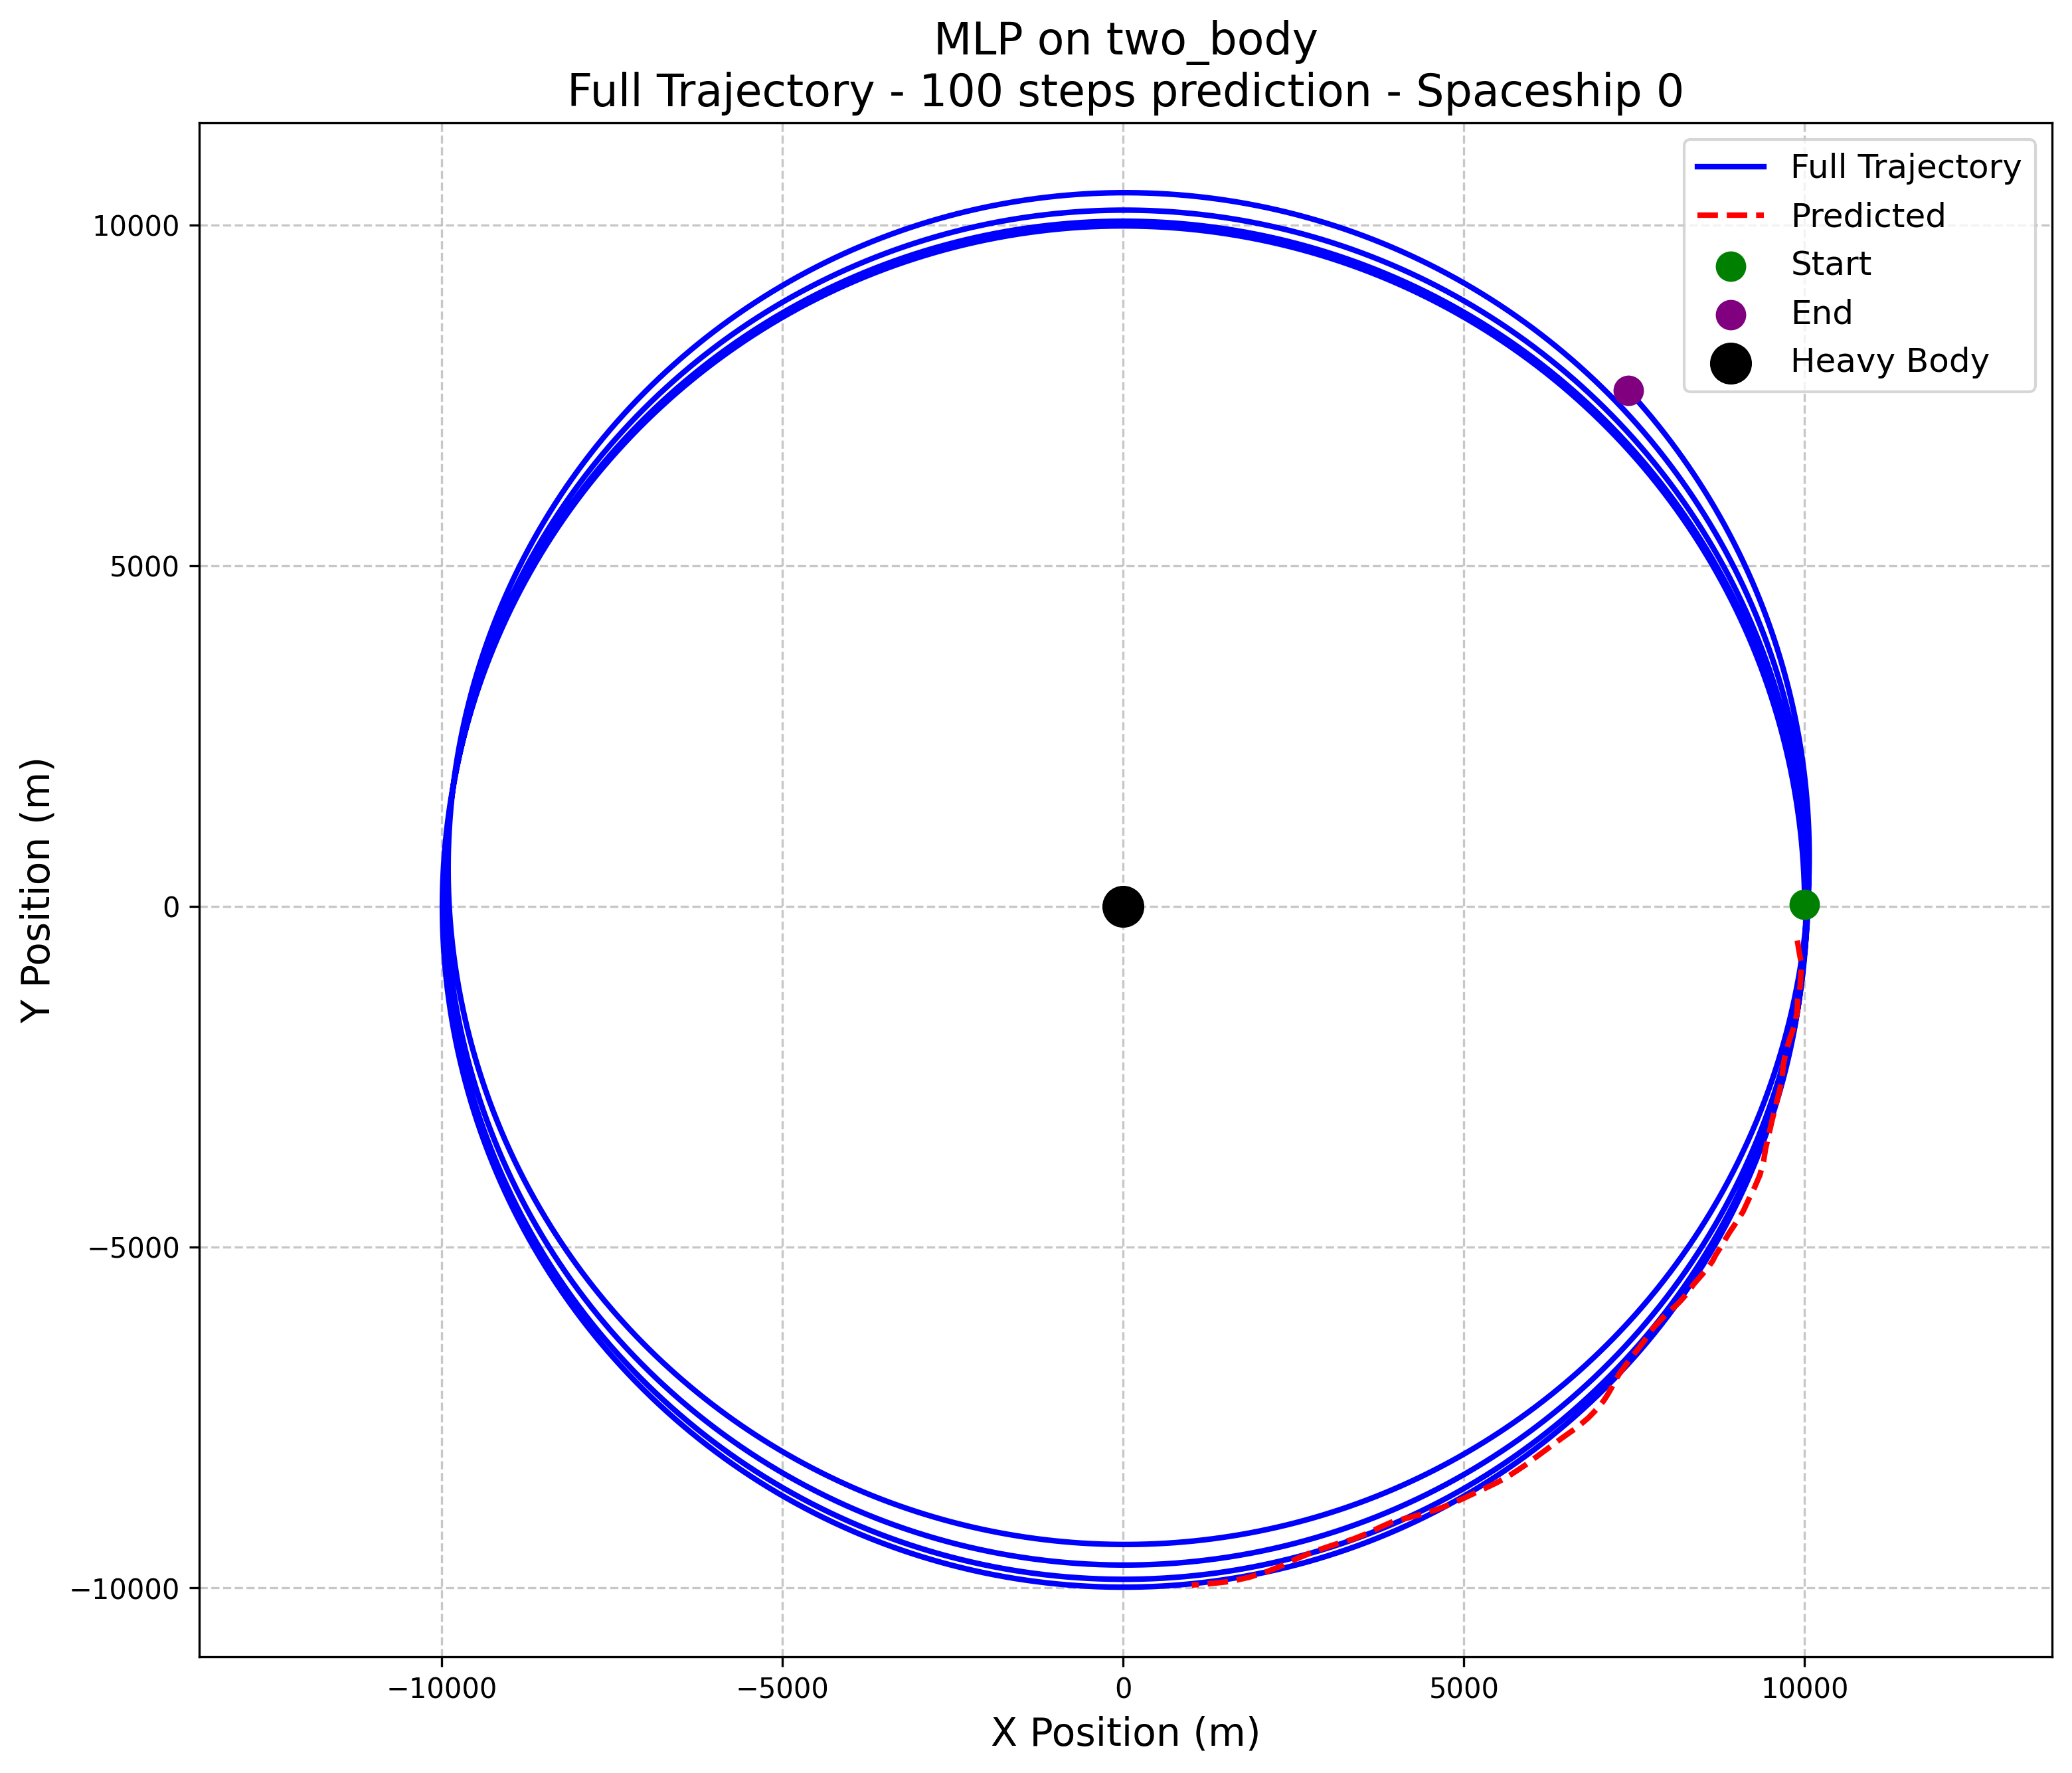 MLP on two_body
Full Trajectory - 100 steps prediction - Spaceship 0
Full Trajectory
Predicted
Start
End
Heavy Body
10000
5000
0
−5000
−10000
Y Position (m)
−10000
−5000
0
5000
10000
X Position (m)